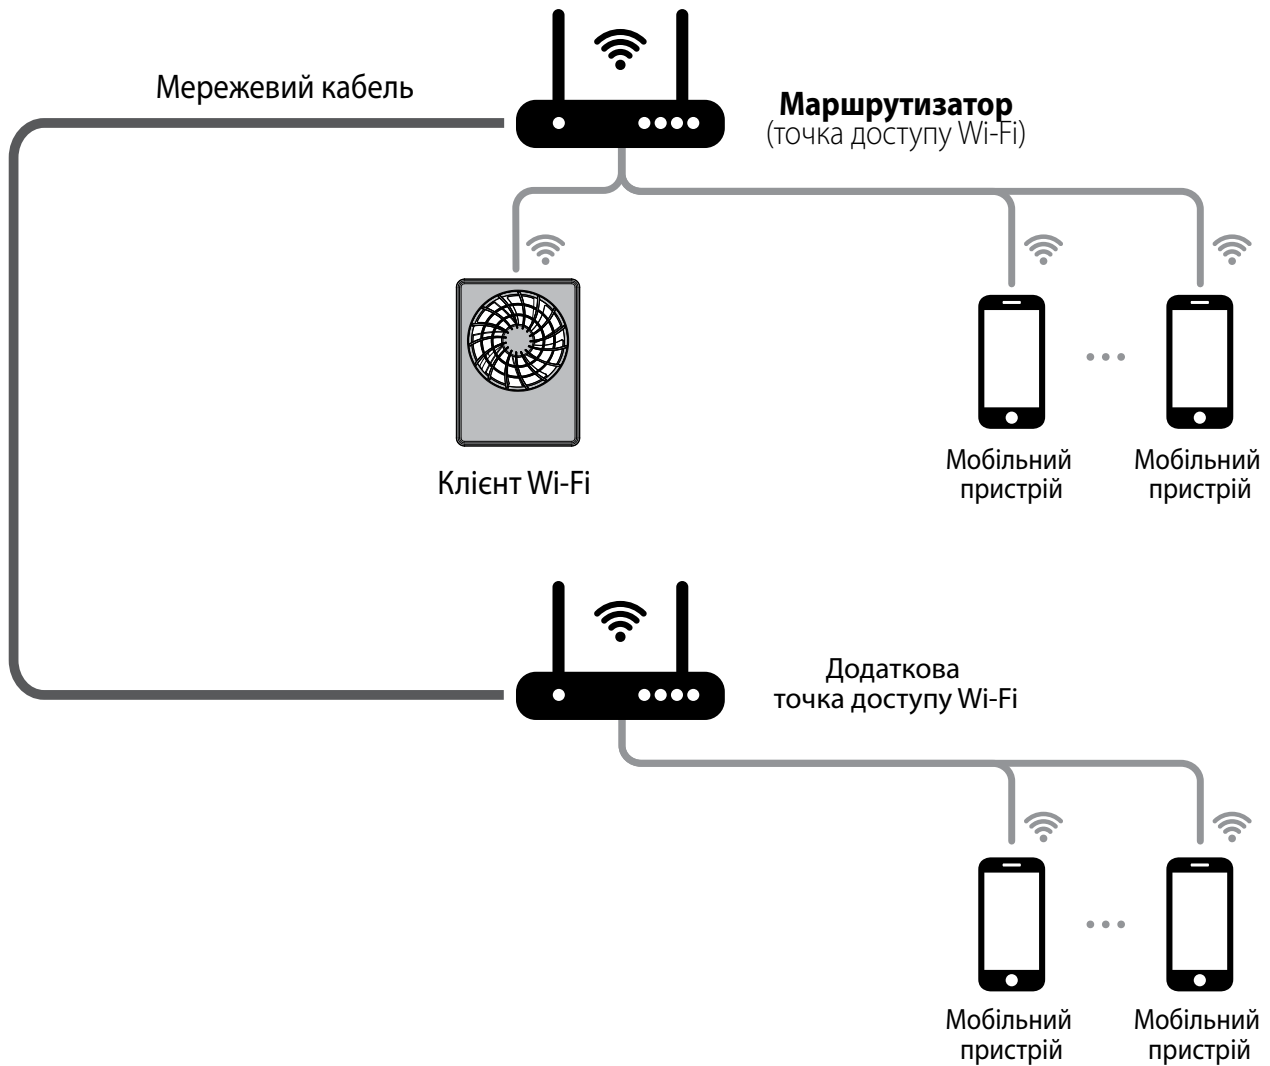 Мережевий кабель
Маршрутизатор
(точка доступу Wi-Fi)
Клієнт Wi-Fi
Мобільний
пристрій
Мобільний
пристрій
Додаткова
точка доступу Wi-Fi
Мобільний
пристрій
Мобільний
пристрій